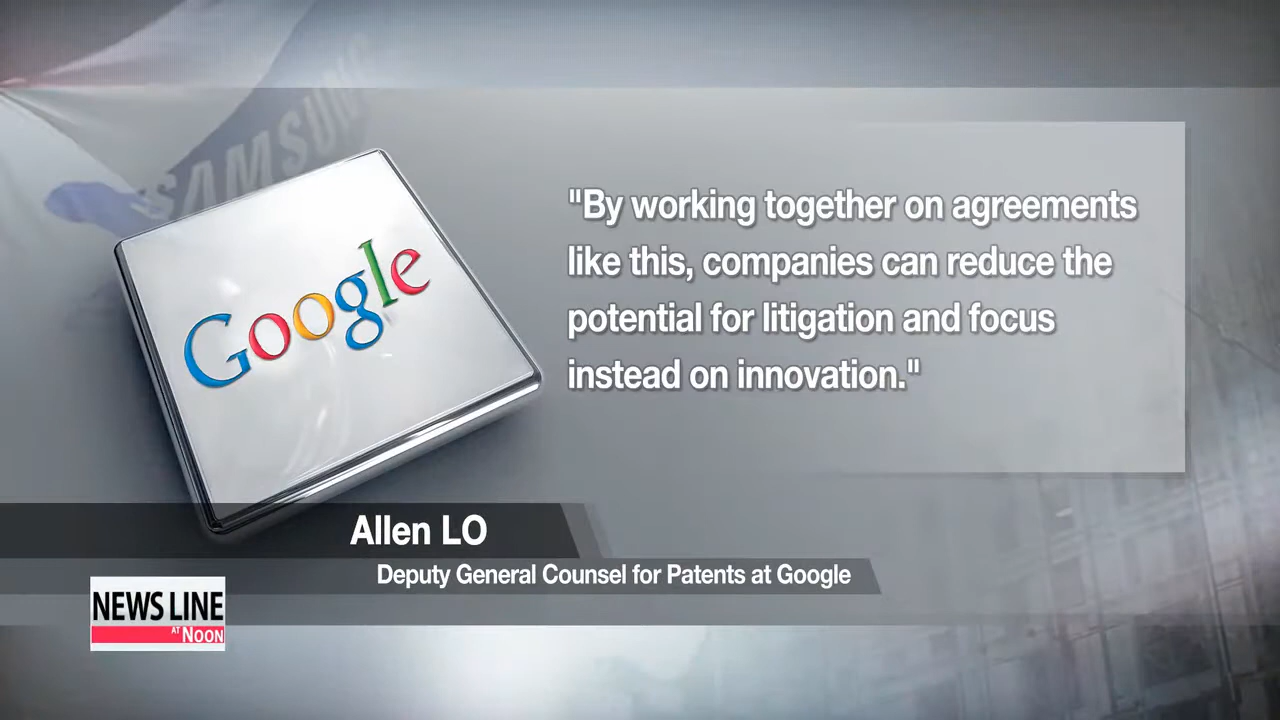 SAMSUNG
Google
"By working together on agreements
like this, companies can reduce the
potential for litigation and focus
instead on innovation."
Allen LO
Deputy General Counsel for Patents at Google
NEWS LINE
AT NOON